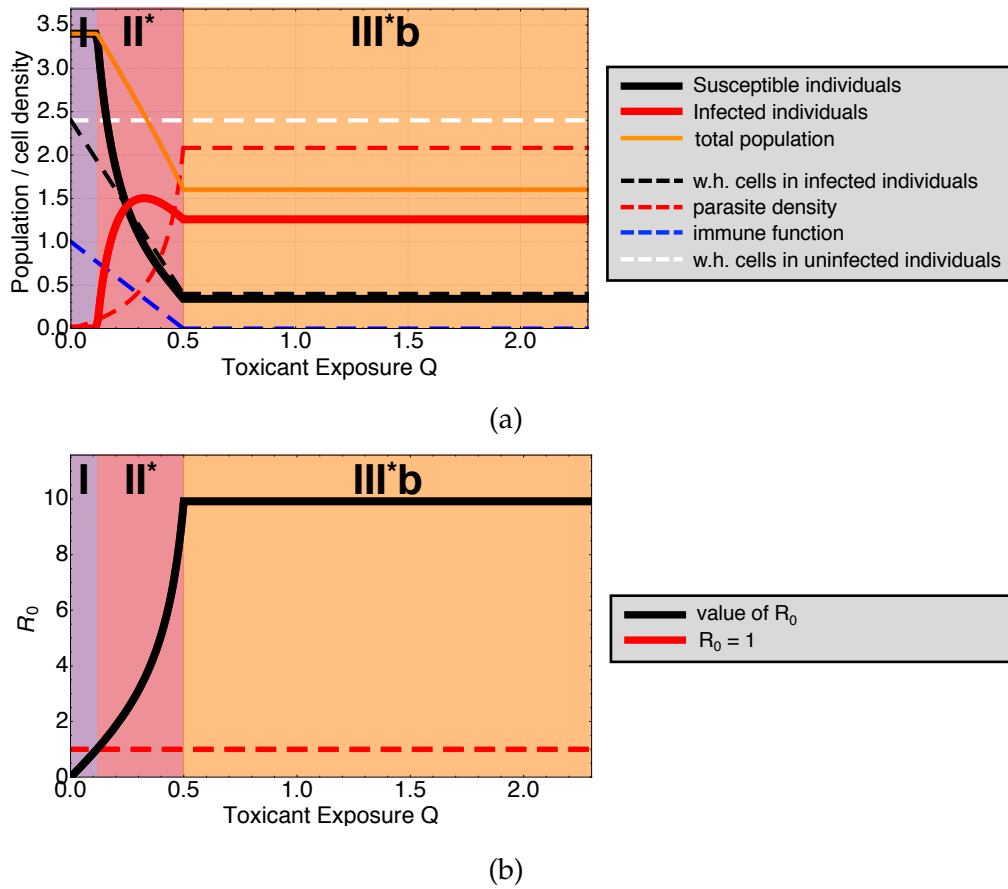 I II* III*b
3.5
3.0
2.5
2.0
1.5
1.0
0.5
0.0
Population / cell density
0.0 0.5 1.0 1.5 2.0
Toxicant Exposure Q
Susceptible individuals
Infected individuals
total population
w.h. cells in infected individuals
parasite density
immune function
w.h. cells in uninfected individuals
(a)
I II* III*b
10
8
6
4
2
0
R0
0.0 0.5 1.0 1.5 2.0
Toxicant Exposure Q
value of R0
R0 = 1
(b)